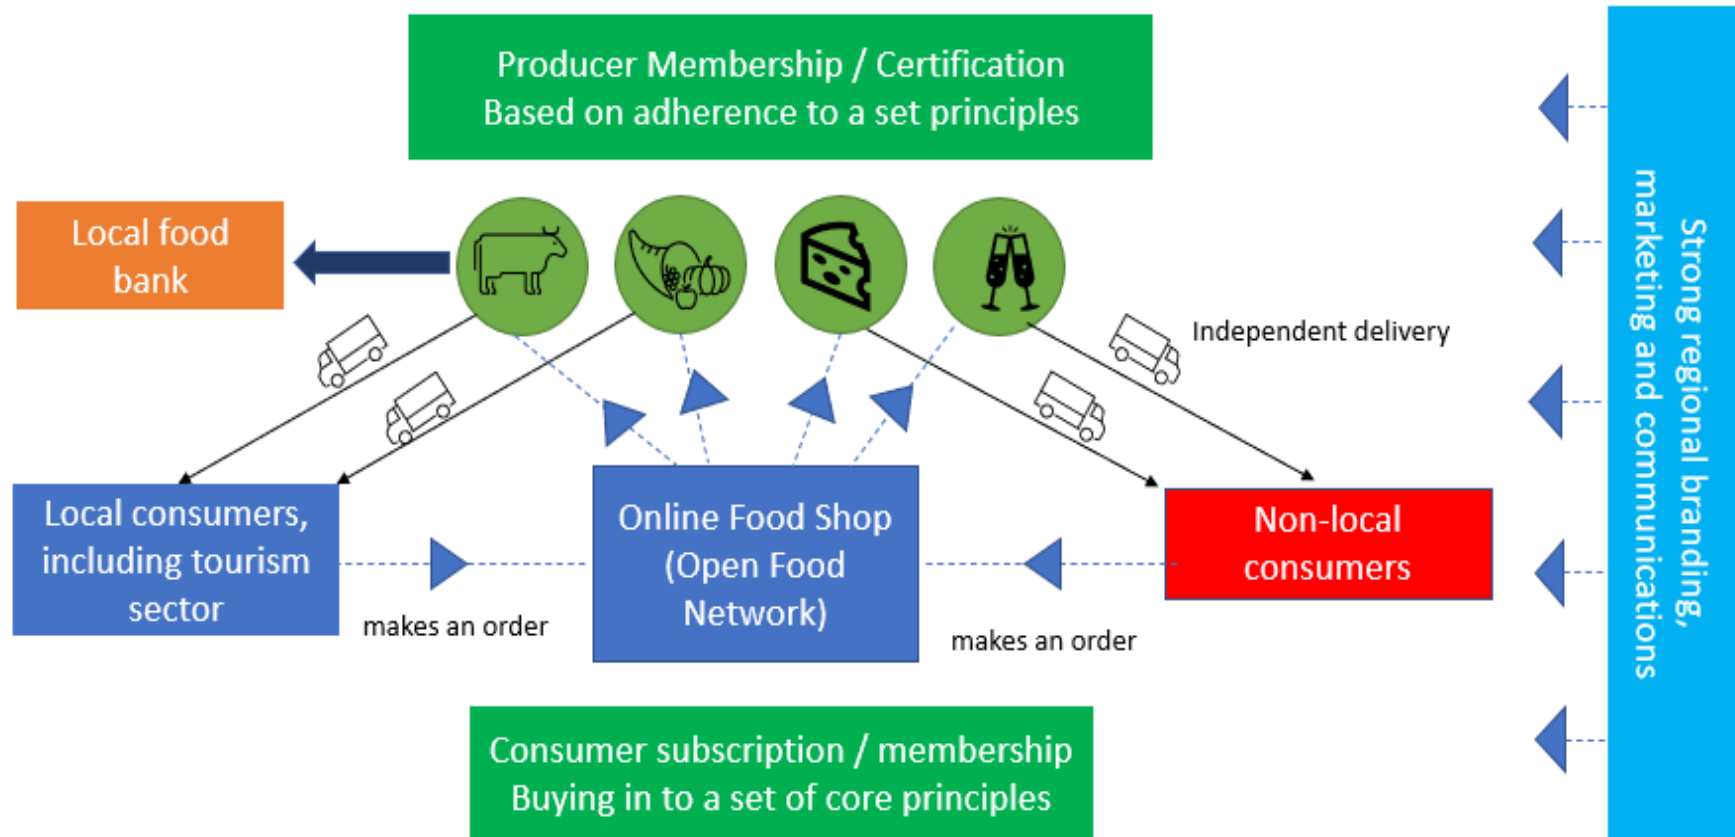 Producer Membership / Certification
Based on adherence to a set principles
Local food
bank
Independent delivery
Local consumers,
including tourism
sector
makes an order
Online Food Shop
(Open Food
Network)
makes an order
Non-local
consumers
Consumer subscription / membership
Buying in to a set of core principles
Strong regional branding,
marketing and communications